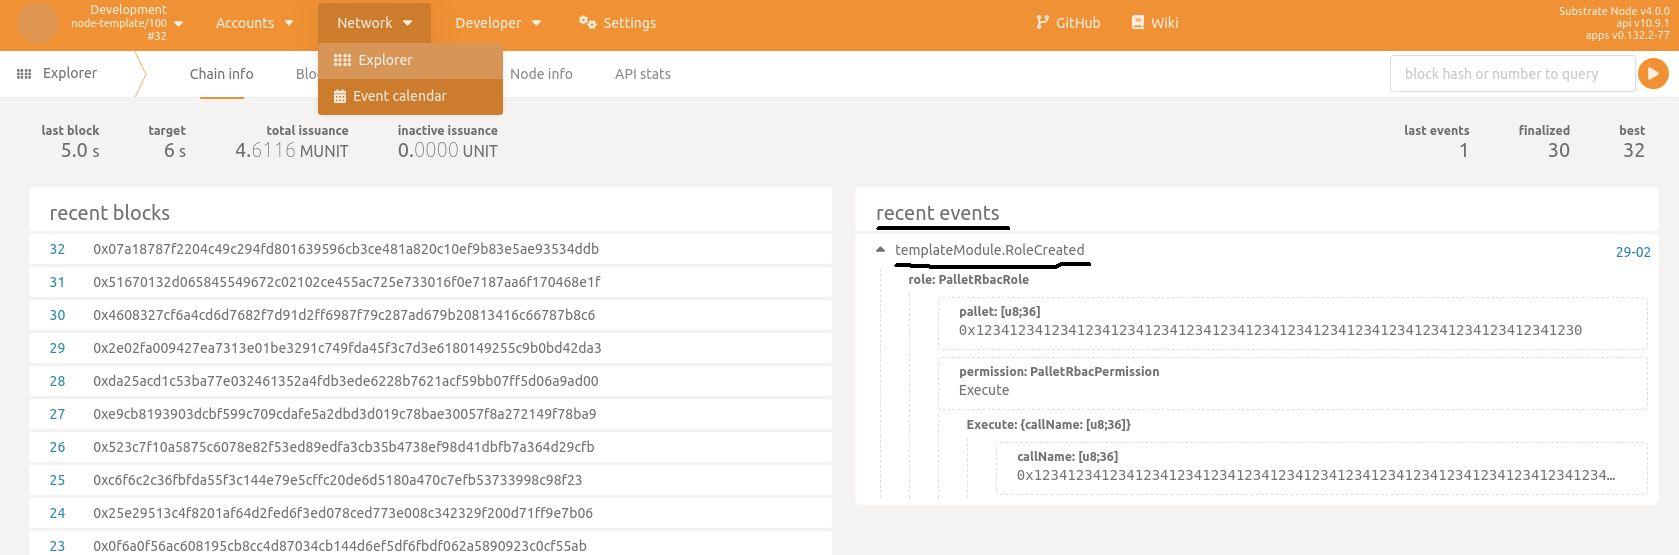 Development
node-template/100
#32
Accounts
Network
Developer
Settings
GitHub
Wiki
Substrate Node v4.0.0
api v10.9.1
apps v0.132.2-77
Explorer
Event calendar
Explorer
Chain info
Node info
API stats
block hash or number to query
last block
5.0 s
target
6 s
total issuance
4.6116 MUNIT
inactive issuance
0.0000 UNIT
last events
1
finalized
30
best
32
recent blocks
32 0x07a18787f2204c49c294fd801639596cb3ce481a820c10ef9b83e5ae93534ddb
31 0x51670132d065845549672c02102ce455ac725e733016f0e7187aa6f170468e1f
30 0x4608327cf6a4cd6d7682f7d91d2ff6987f79c287ad679b20813416c66787b8c6
29 0x2e02fa009427ea7313e01be3291c749fda45f3c7d3e6180149255c9b0bd42da3
28 0xda25acd1c53ba77e032461352a4fdb3ede6228b7621acf59bb07ff5d06a9ad00
27 0xe9cb8193903dcbf599c709cdafe5a2dbd3d019c78bae30057f8a272149f78ba9
26 0x523c7f10a5875c6078e82f53ed89edfa3cb35b4738ef98d41dbfb7a364d29cfb
25 0xc6f6c2c36fbfda55f3c144e79e5cffc20de6d5180a470c7efb53733998c98f23
24 0x25e29513c4f8201af64d2fed6f3ed078ced773e008c342329f200d71ff9e7b06
23 0x0f6a0f56ac608195cb8cc4d87034cb144d6ef5df6fbdf062a5890923c0cf55ab
recent events
templateModule.RoleCreated
29-02
role: PalletRbacRole
pallet: [u8;36]
0x123412341234123412341234123412341234123412341234123412341234123412341230
permission: PalletRbacPermission
Execute
Execute: {callName: [u8;36]}
callName: [u8;36]
0x12341234123412341234123412341234123412341234123412341234123412341234…